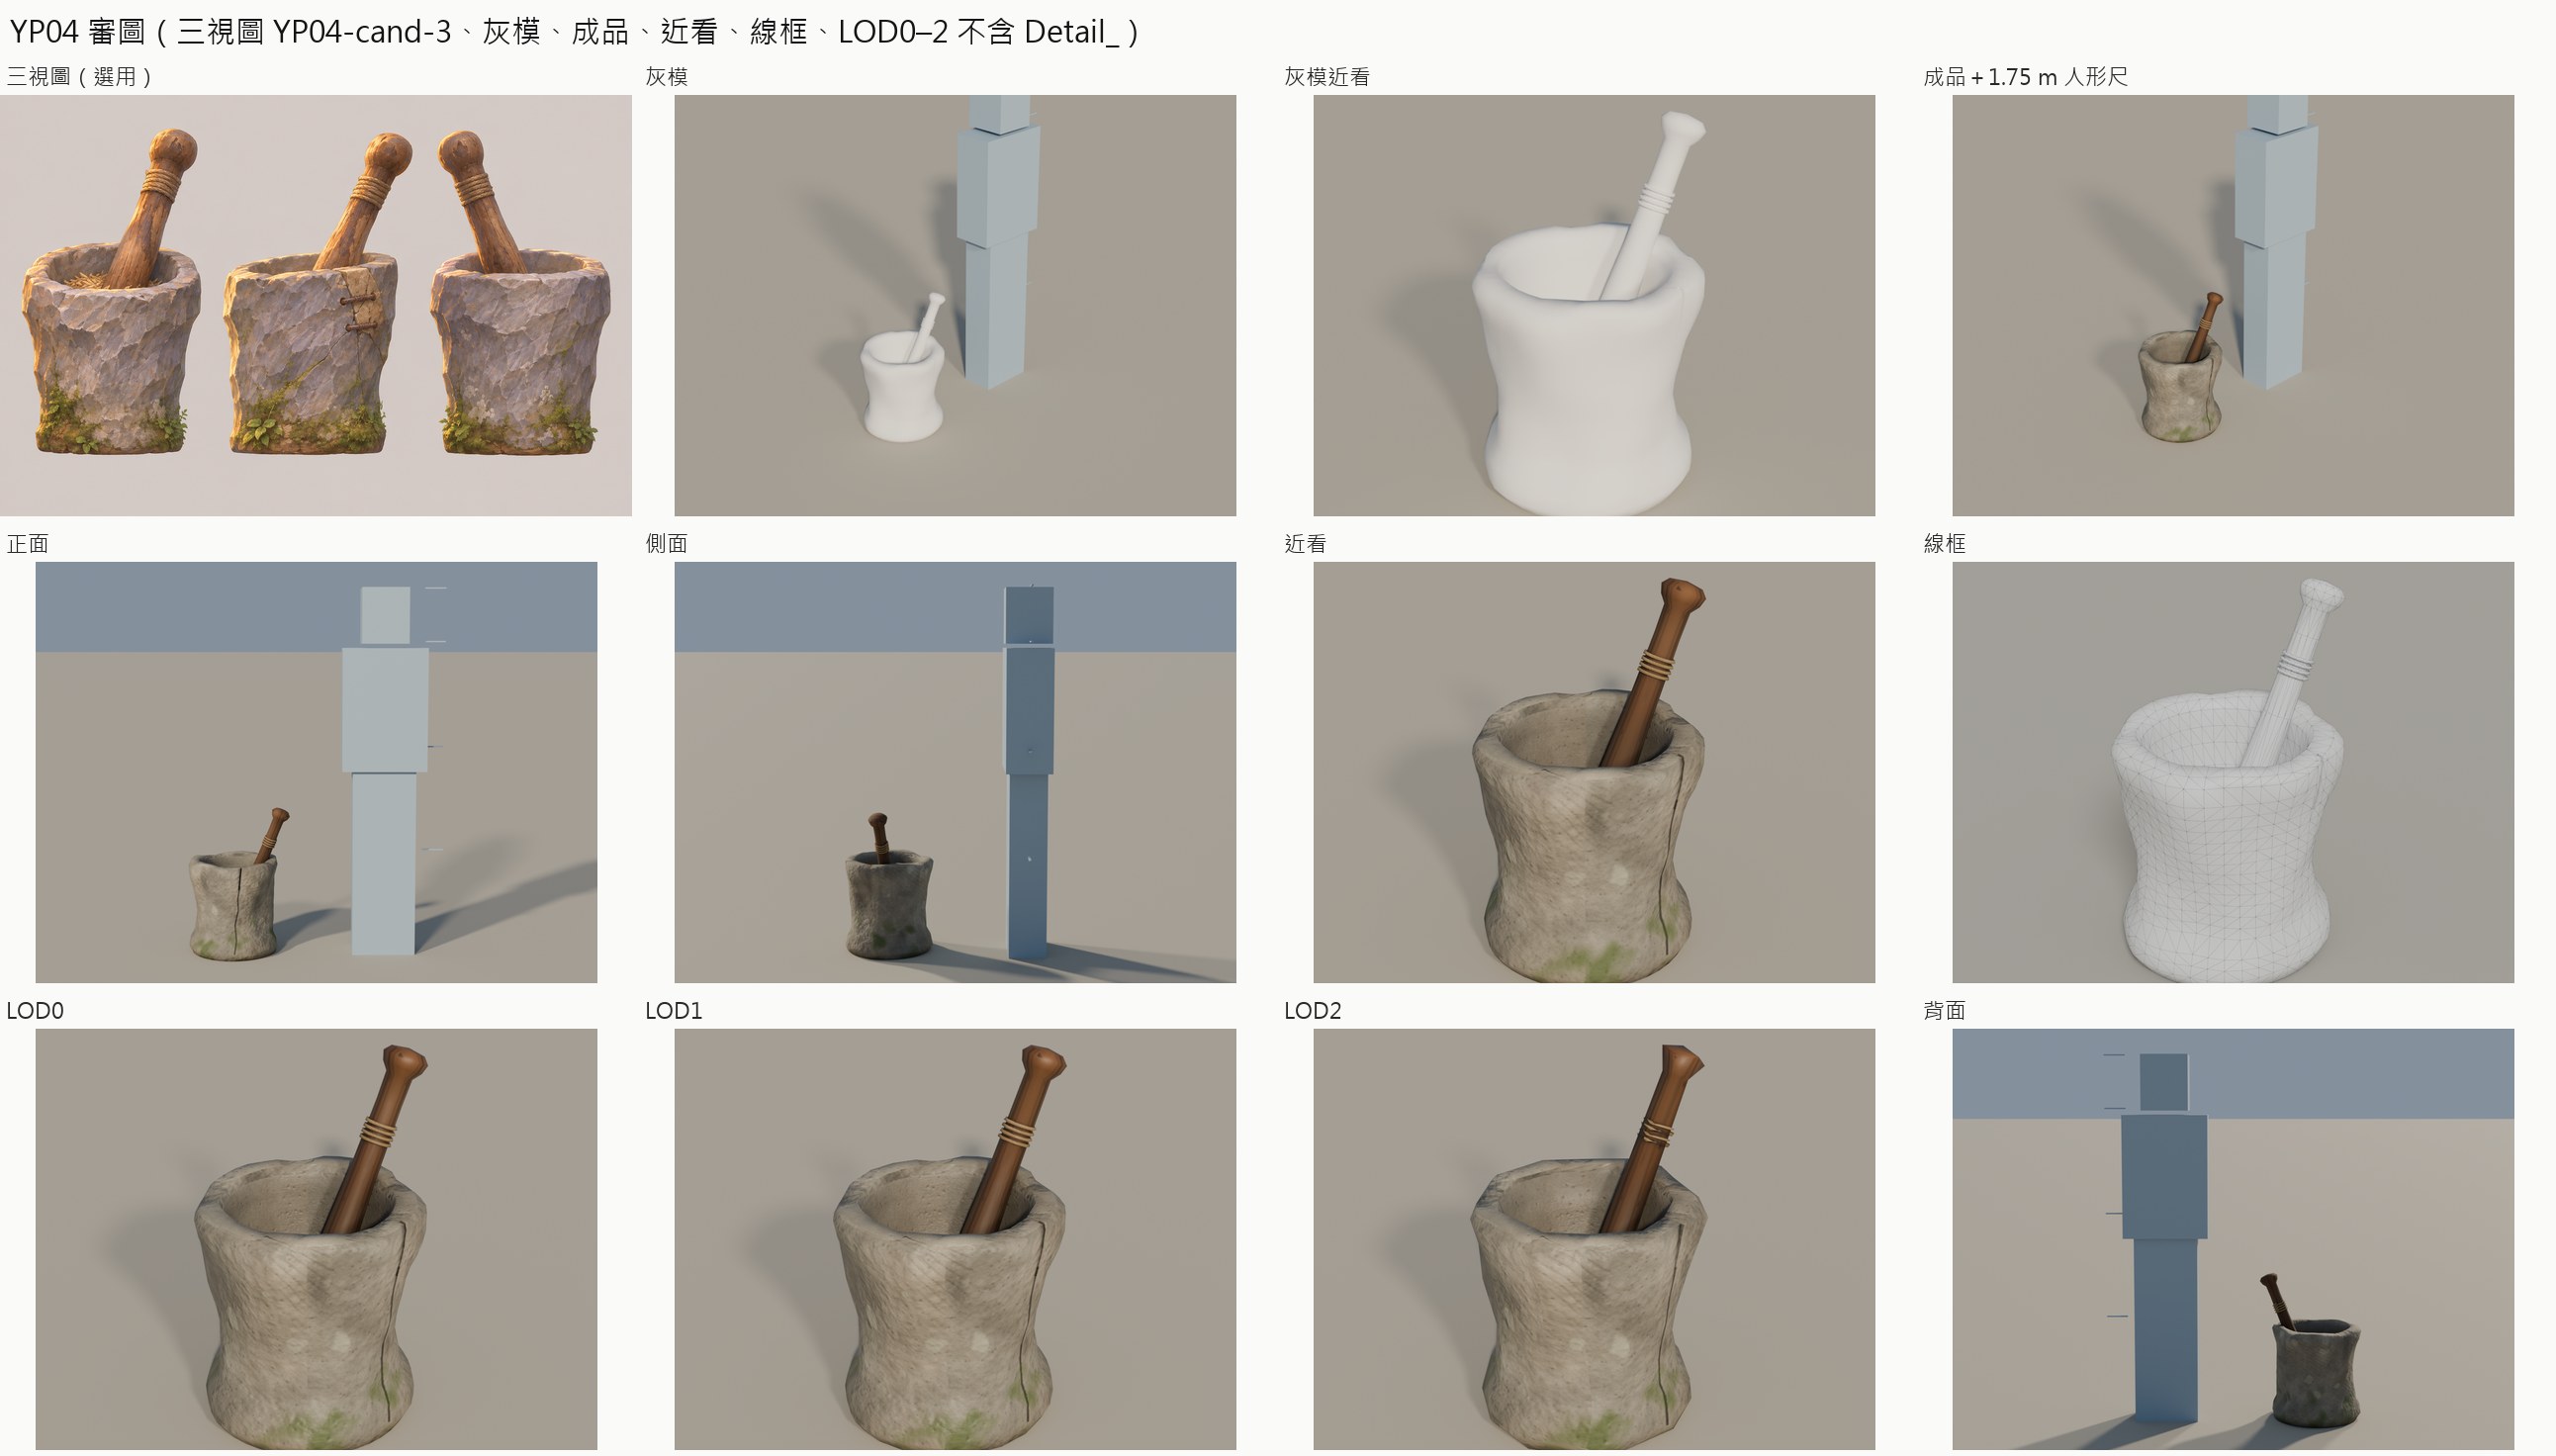 YP04 審圖（三視圖 YP04-cand-3、灰模、成品、近看、線框、LOD0–2 不含 Detail_）
三視圖（選用）
灰模
灰模近看
成品＋1.75 m 人形尺
正面
側面
近看
線框
LOD0
LOD1
LOD2
背面